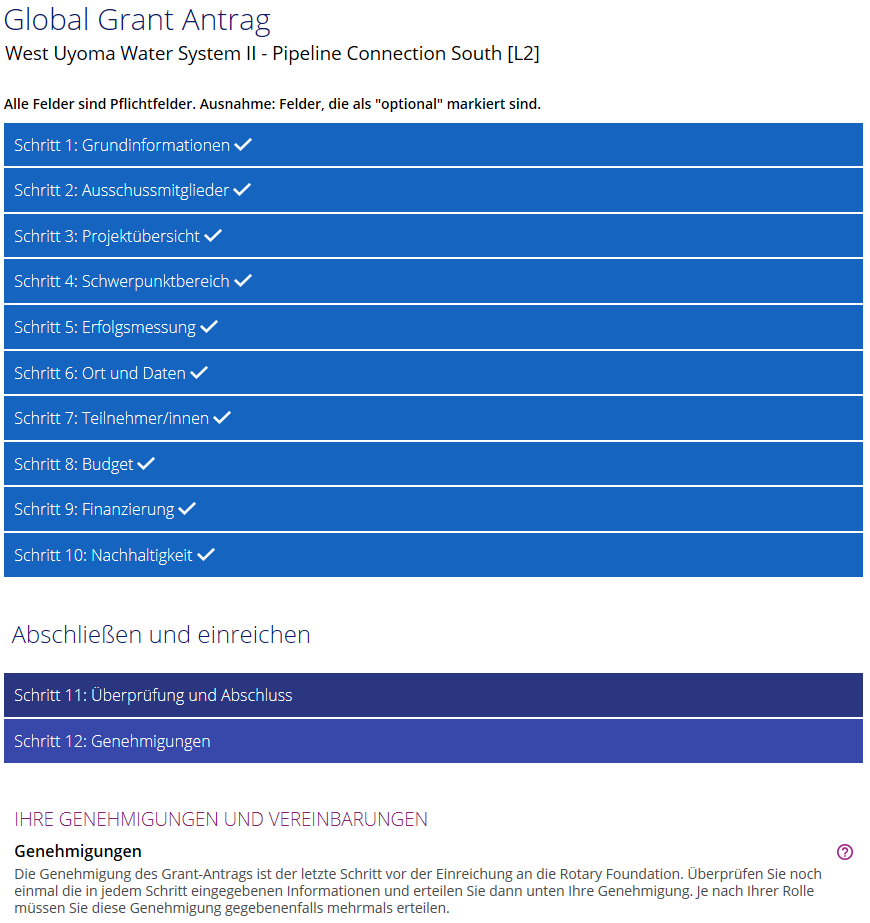 Global Grant Antrag
West Uyoma Water System II - Pipeline Connection South [L2]
Alle Felder sind Pflichtfelder. Ausnahme: Felder, die als "optional" markiert sind.
Schritt 1: Grundinformationen
Schritt 2: Ausschussmitglieder
Schritt 3: Projektübersicht
Schritt 4: Schwerpunktbereich
Schritt 5: Erfolgsmessung
Schritt 6: Ort und Daten
Schritt 7: Teilnehmer/innen
Schritt 8: Budget
Schritt 9: Finanzierung
Schritt 10: Nachhaltigkeit
Abschließen und einreichen
Schritt 11: Überprüfung und Abschluss
Schritt 12: Genehmigungen
IHRE GENEHMIGUNGEN UND VEREINBARUNGEN
Genehmigungen
Die Genehmigung des Grant-Antrags ist der letzte Schritt vor der Einreichung an die Rotary Foundation. Überprüfen Sie noch
einmal die in jedem Schritt eingegebenen Informationen und erteilen Sie dann unten Ihre Genehmigung. Je nach Ihrer Rolle
müssen Sie diese Genehmigung gegebenenfalls mehrmals erteilen.